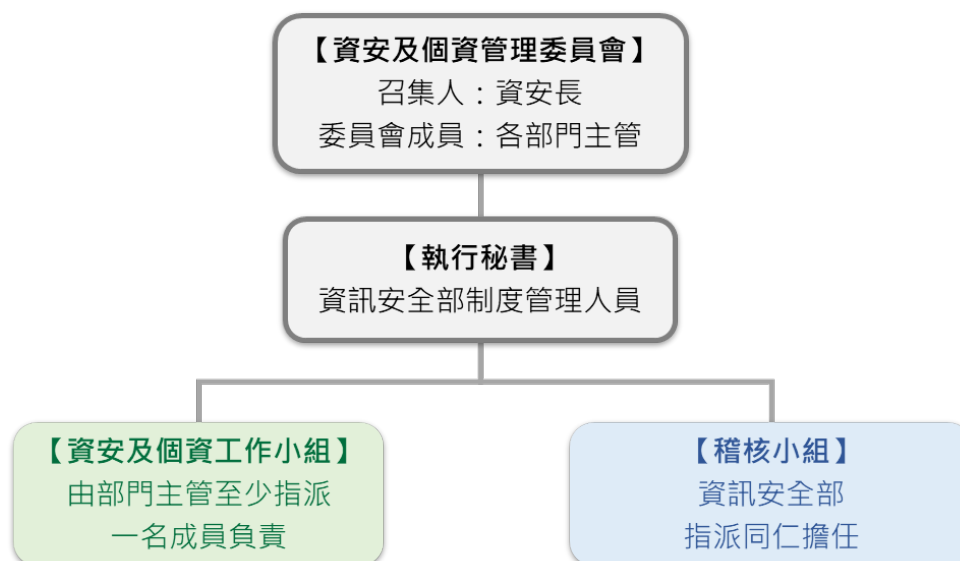 【資安及個資管理委員會】
召集人：資安長
委員會成員：各部門主管
【執行秘書】
資訊安全部制度管理人員
【資安及個資工作小組】
由部門主管至少指派
一名成員負責
【稽核小組】
資訊安全部
指派同仁擔任